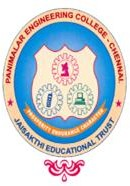 PANIMALAR ENGINEERING COLLEGE - CHENNAI
JAISAKTHI EDUCATIONAL TRUST